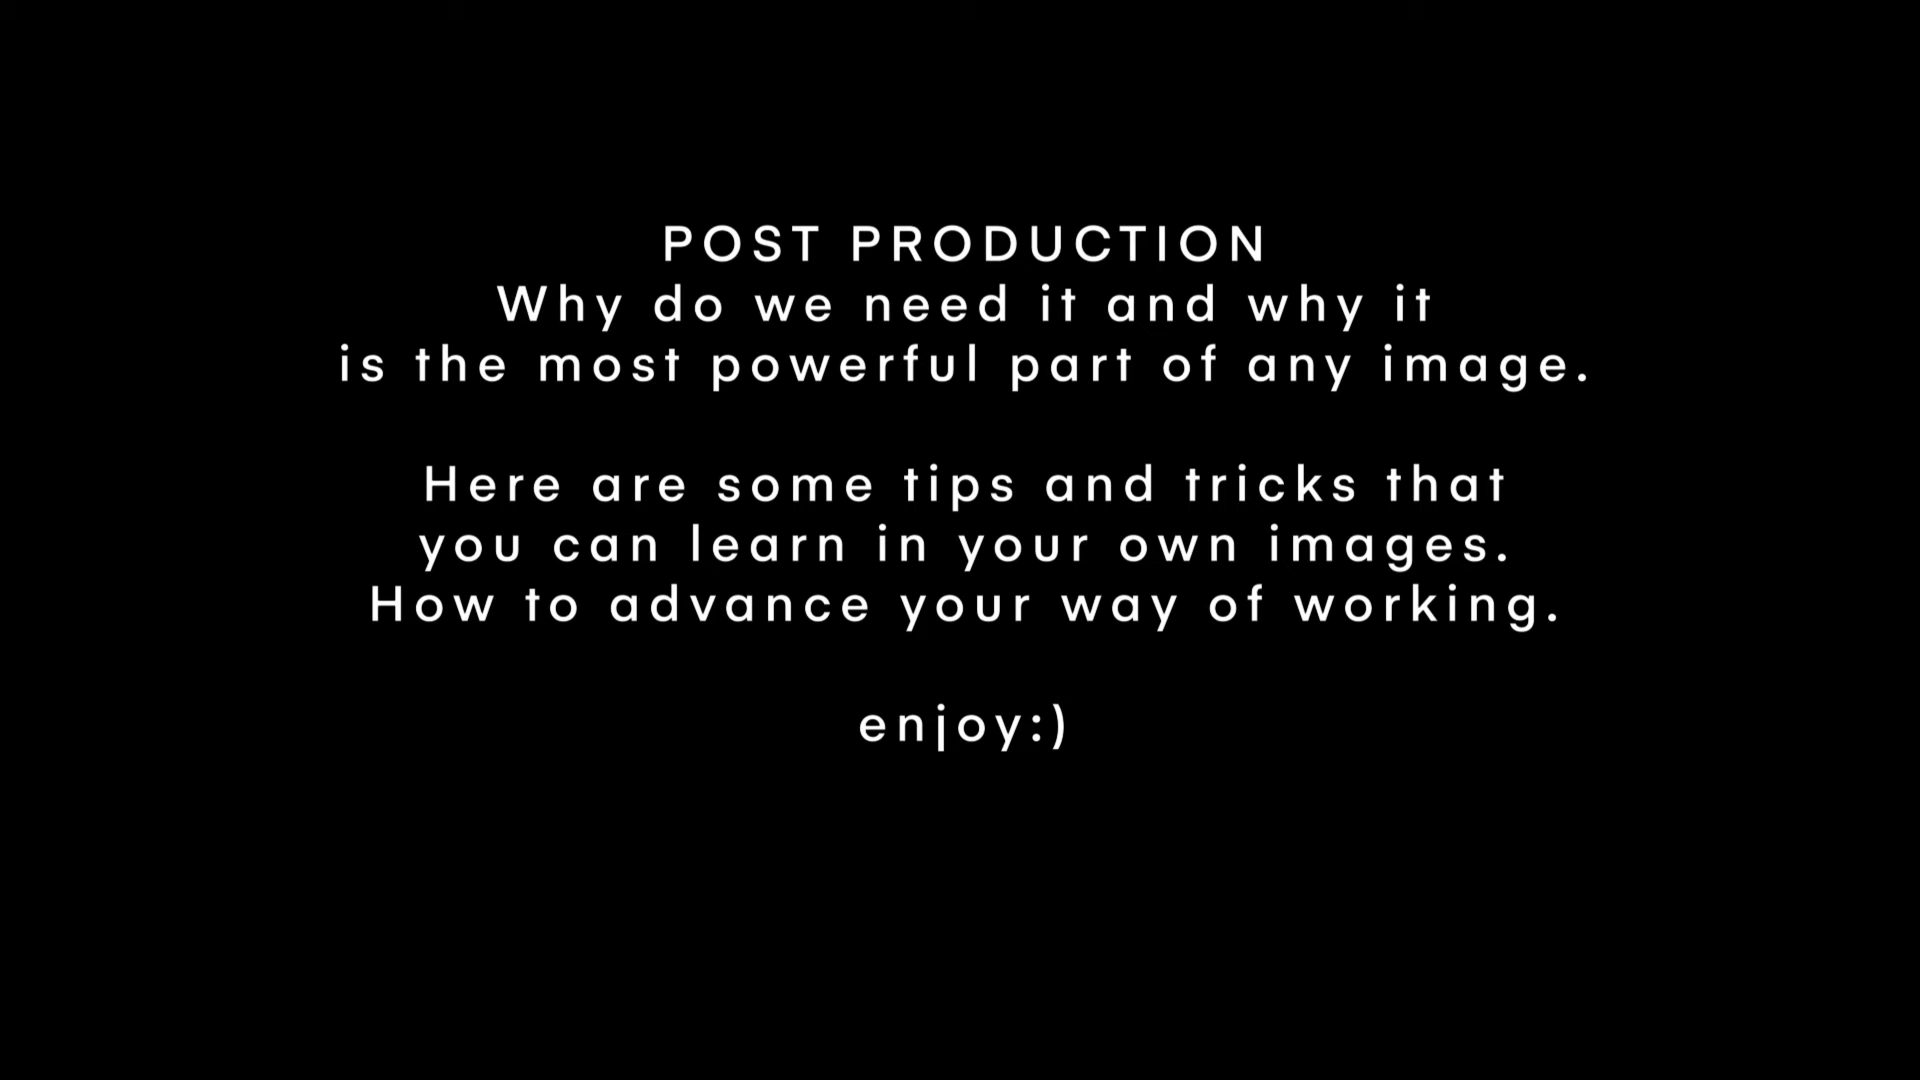 POST PRODUCTION
Why do we need it and why it
is the most powerful part of any image.
Here are some tips and tricks that
you can learn in your own images.
How to advance your way of working.
enjoy:)